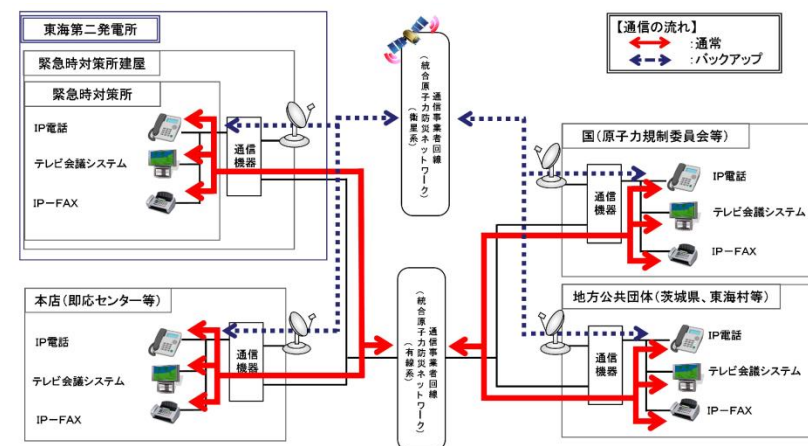 東海第二発電所
緊急時対策所建屋
緊急時対策所
IP電話
テレビ会議システム
IP－FAX
通信機器
本店(即応センター等)
IP電話
テレビ会議システム
IP－FAX
通信機器
通信事業者回線
(統合原子力防災ネットワーク)
(衛星系)
通信事業者回線
(統合原子力防災ネットワーク)
(有線系)
【通信の流れ】
:通常
:バックアップ
国(原子力規制委員会等)
通信機器
IP電話
テレビ会議システム
IP－FAX
地方公共団体(茨城県、東海村等)
通信機器
IP電話
テレビ会議システム
IP－FAX